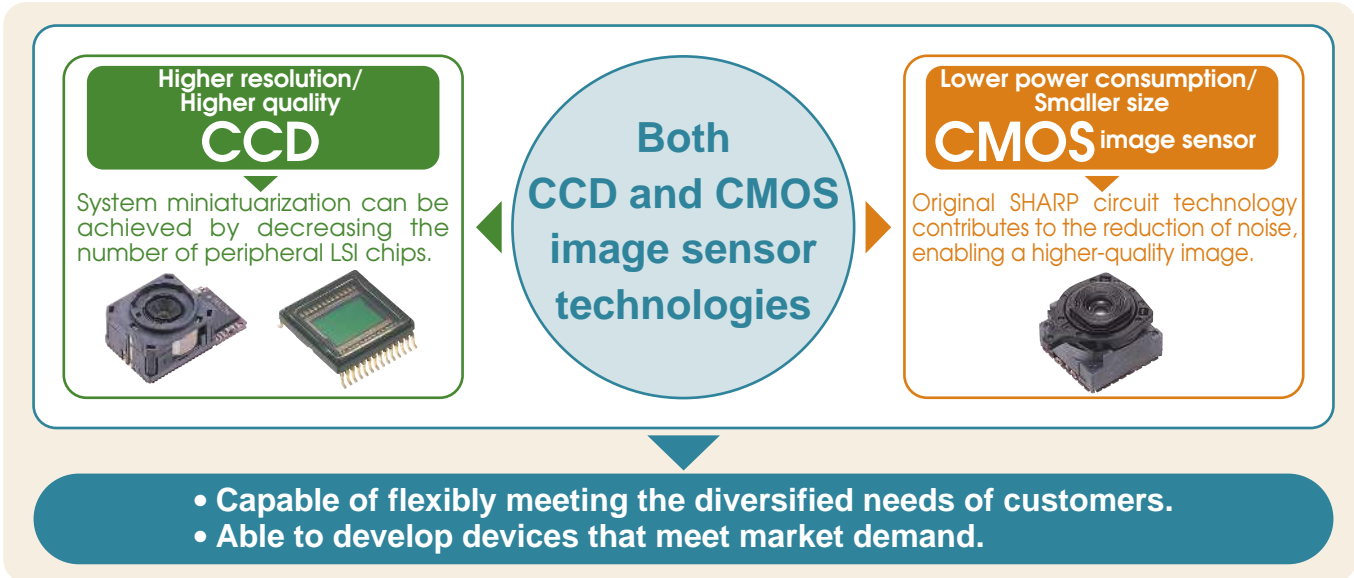 Higher resolution/
Higher quality
CCD
System miniatuarization can be
achieved by decreasing the
number of peripheral LSI chips.
Both
CCD and CMOS
image sensor
technologies
Lower power consumption/
Smaller size
CMOS image sensor
Original SHARP circuit technology
contributes to the reduction of noise,
enabling a higher-quality image.
• Capable of flexibly meeting the diversified needs of customers.
• Able to develop devices that meet market demand.